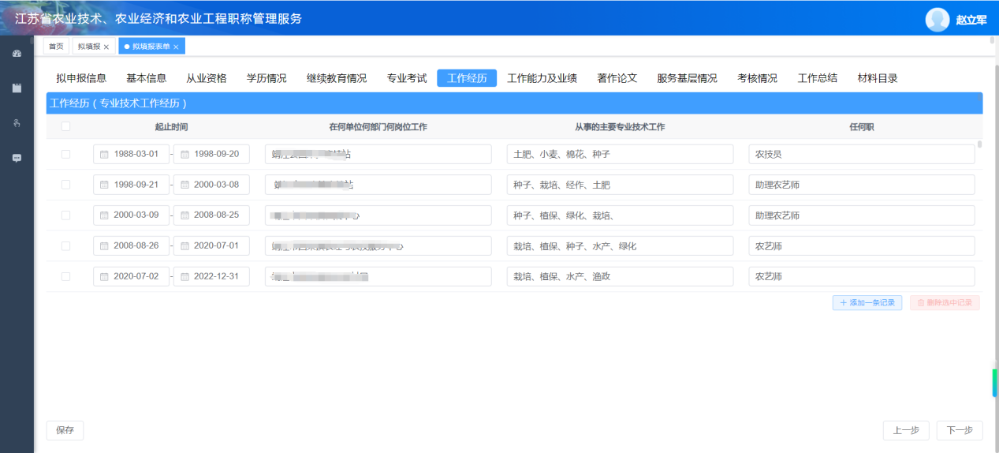 江苏省农业技术、农业经济和农业工程职称管理服务
赵立军
首页 拟填报 × 拟填报表单 ×
拟申报信息 基本信息 从业资格 学历情况 继续教育情况 专业考试 工作经历 工作能力及业绩 著作论文 服务基层情况 考核情况 工作总结 材料目录
工作经历（专业技术工作经历）
起止时间 在何单位何部门何岗位工作 从事的主要专业技术工作 任何职
1988-03-01 - 1998-09-20 土肥、小麦、棉花、种子 农技员
1998-09-21 - 2000-03-08 种子、栽培、经作、土肥 助理农艺师
2000-03-09 - 2008-08-25 种子、植保、绿化、栽培、 助理农艺师
2008-08-26 - 2020-07-01 栽培、植保、种子、水产、绿化 农艺师
2020-07-02 - 2022-12-31 栽培、植保、水产、渔政 农艺师
+ 添加一条记录 删除选中记录
保存 上一步 下一步